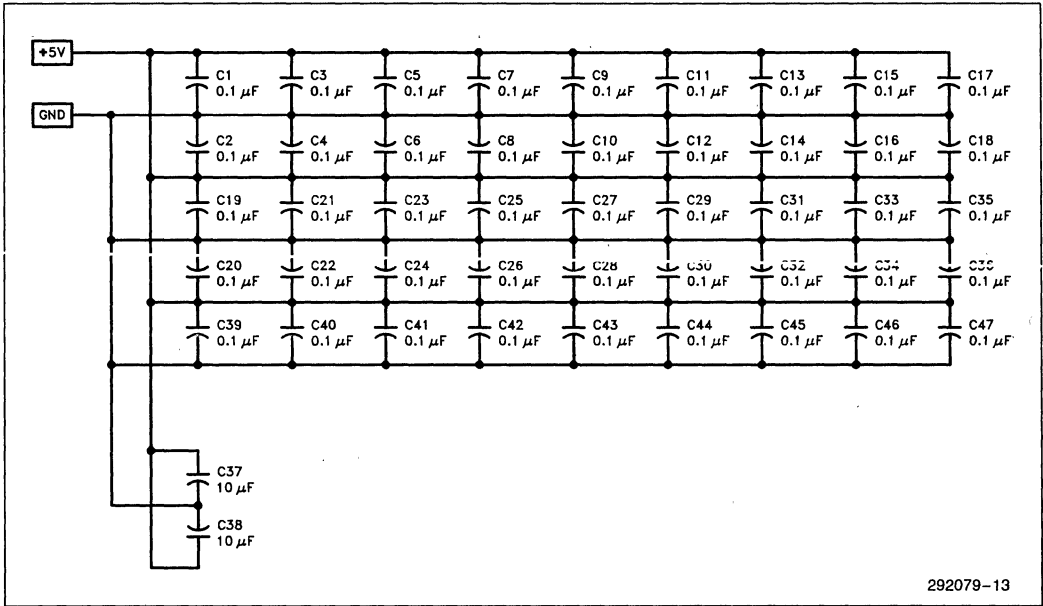 +5V
C1 C3 C5 C7 C9 C11 C13 C15 C17
0.1 μF 0.1 μF 0.1 μF 0.1 μF 0.1 μF 0.1 μF 0.1 μF 0.1 μF 0.1 μF
GND
C2 C4 C6 C8 C10 C12 C14 C16 C18
0.1 μF 0.1 μF 0.1 μF 0.1 μF 0.1 μF 0.1 μF 0.1 μF 0.1 μF 0.1 μF
C19 C21 C23 C25 C27 C29 C31 C33 C35
0.1 μF 0.1 μF 0.1 μF 0.1 μF 0.1 μF 0.1 μF 0.1 μF 0.1 μF 0.1 μF
C20 C22 C24 C26 C28 C30 C32 C34 C36
0.1 μF 0.1 μF 0.1 μF 0.1 μF 0.1 μF 0.1 μF 0.1 μF 0.1 μF 0.1 μF
C39 C40 C41 C42 C43 C44 C45 C46 C47
0.1 μF 0.1 μF 0.1 μF 0.1 μF 0.1 μF 0.1 μF 0.1 μF 0.1 μF 0.1 μF
C37
10 μF
C38
10 μF
292079-13